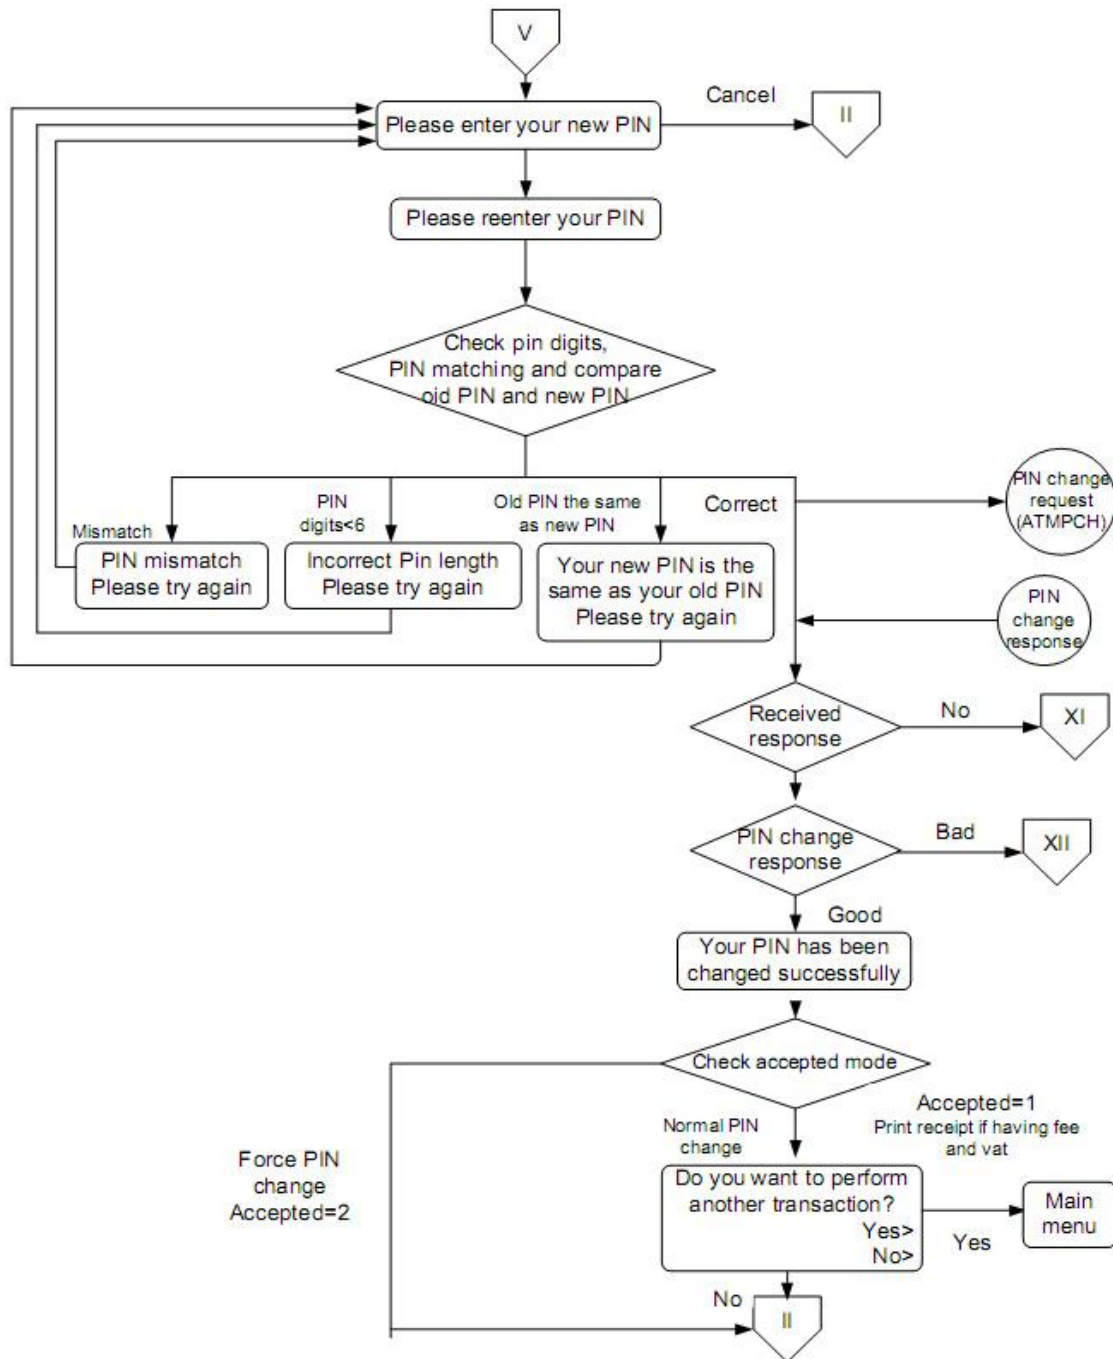 V
Cancel
II
Please enter your new PIN
Please reenter your PIN
Check pin digits,
PIN matching and compare
old PIN and new PIN
Mismatch
PIN
digits<6
Old PIN the same
as new PIN
Correct
PIN change
request
(ATMPCH)
PIN mismatch
Please try again
Incorrect Pin length
Please try again
Your new PIN is the
same as your old PIN
Please try again
PIN
change
response
Received
response
No
XI
PIN change
response
Bad
XII
Good
Your PIN has been
changed successfully
Check accepted mode
Force PIN
change
Accepted=2
Normal PIN
change
Accepted=1
Print receipt if having fee
and vat
Do you want to perform
another transaction?
Yes>
No>
Yes
Main
menu
No
II